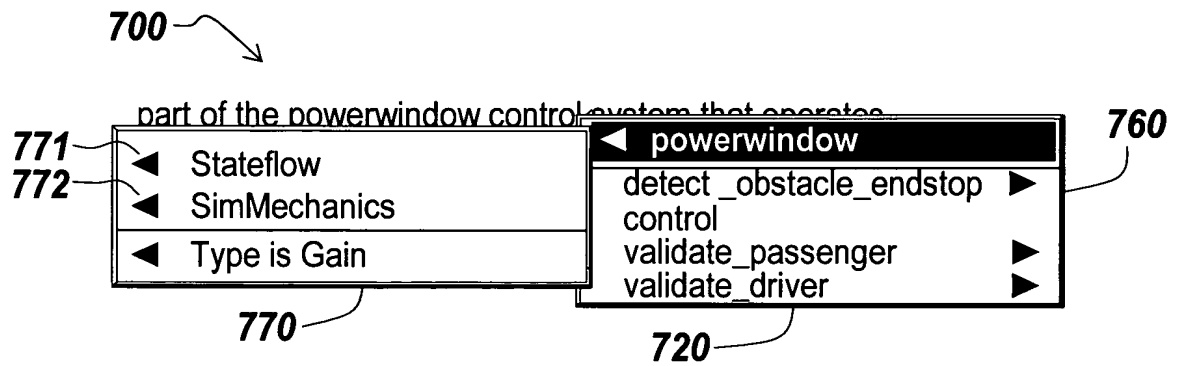 700
part of the powerwindow control system that operates
771
Stateflow
772
SimMechanics
Type is Gain
770
powerwindow
760
detect _obstacle_endstop
control
validate_passenger
validate_driver
720